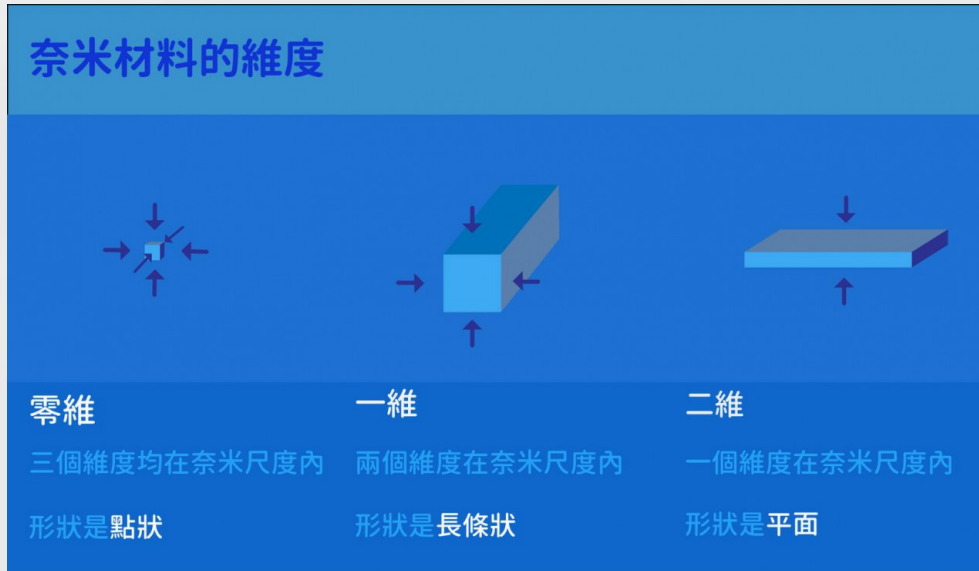 奈米材料的維度
零維
三個維度均在奈米尺度內
形狀是點狀
一維
兩個維度在奈米尺度內
形狀是長條狀
二維
一個維度在奈米尺度內
形狀是平面